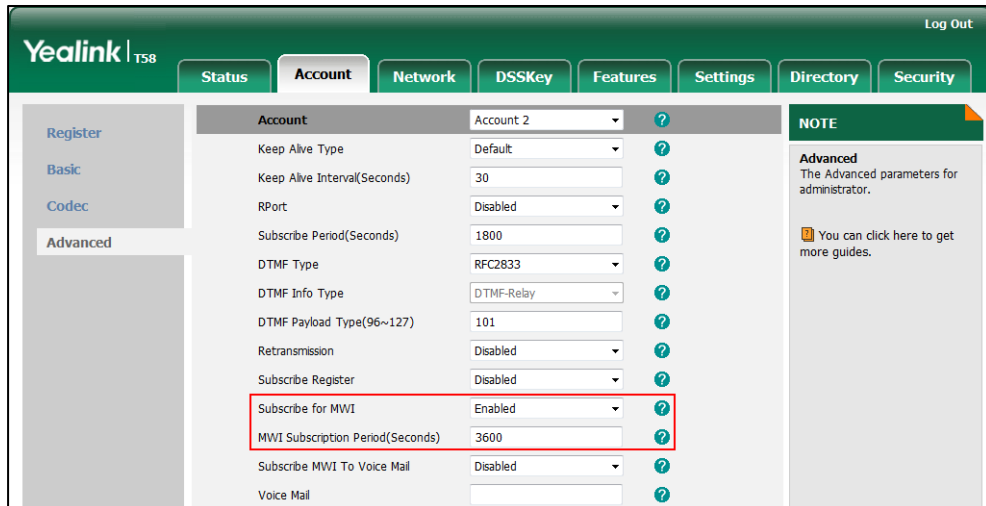 Log Out
Yealink | T58
Status Account Network DSSKey Features Settings Directory Security
Register
Basic
Codec
Advanced
Account Account 2 ?
Keep Alive Type Default ?
Keep Alive Interval(Seconds) 30 ?
RPort Disabled ?
Subscribe Period(Seconds) 1800 ?
DTMF Type RFC2833 ?
DTMF Info Type DTMF-Relay ?
DTMF Payload Type(96~127) 101 ?
Retransmission Disabled ?
Subscribe Register Disabled ?
Subscribe for MWI Enabled ?
MWI Subscription Period(Seconds) 3600 ?
Subscribe MWI To Voice Mail Disabled ?
Voice Mail ?
NOTE
Advanced
The Advanced parameters for
administrator.
? You can click here to get
more guides.